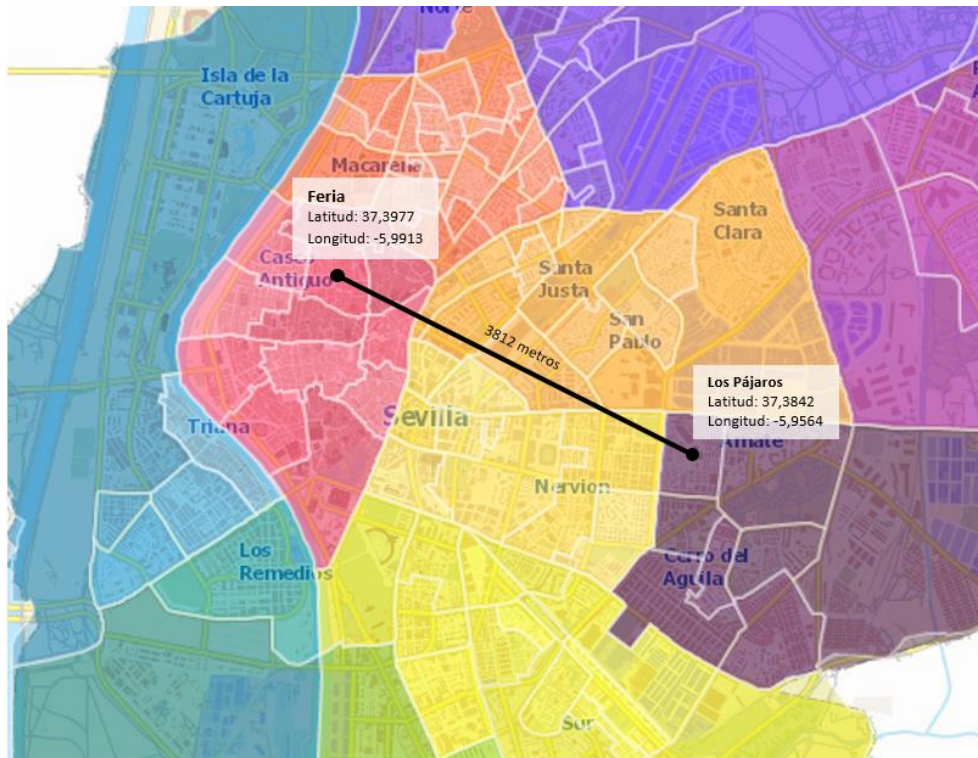 Norte
Isla de la
Cartuja
Macarena
Feria
Latitud: 37,3977
Longitud: -5,9913
Santa
Clara
Casco
Antiguo
Santa
Justa
San
Pablo
3812 metros
Los Pájaros
Latitud: 37,3842
Longitud: -5,9564
Amate
Triana
Sevilla
Nervion
Los
Remedios
Cerro del
Aguila
Sur